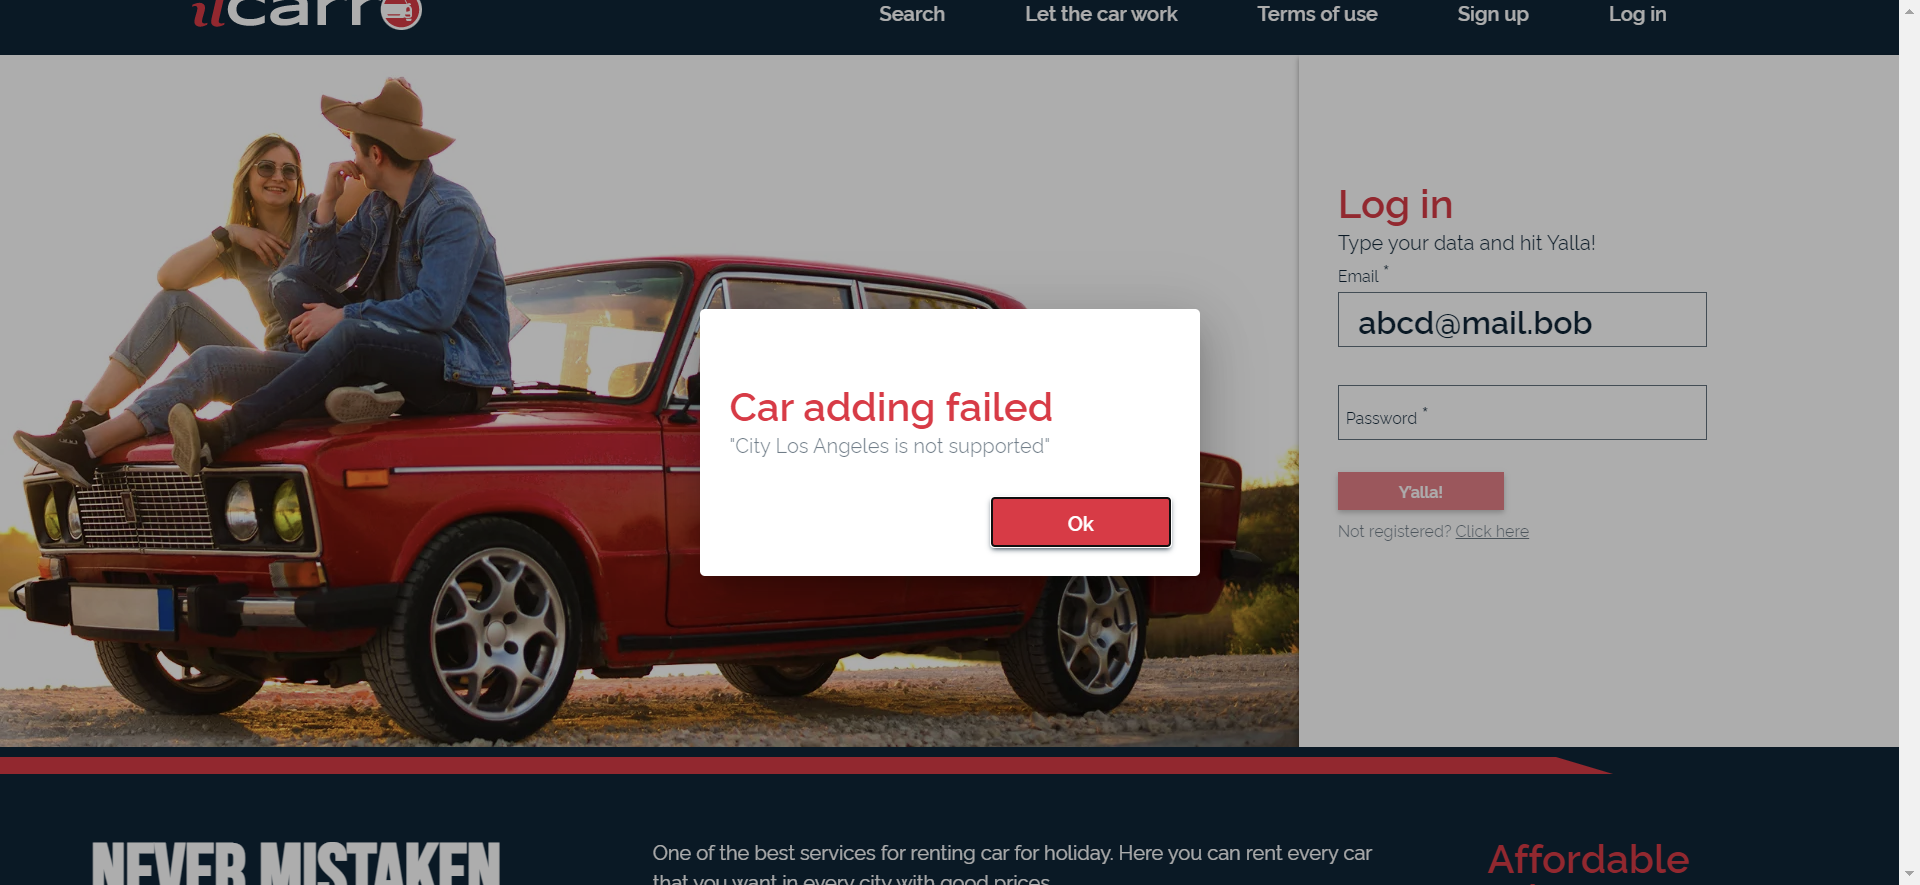 ilcarro
Search
Let the car work
Terms of use
Sign up
Log in
Log in
Type your data and hit Yalla!
Email *
abcd@mail.bob
Password *
Y'alla!
Not registered? Click here
Car adding failed
"City Los Angeles is not supported"
Ok
NEVER MISTAKEN
One of the best services for renting car for holiday. Here you can rent every car
that you want in every city with good prices
Affordable